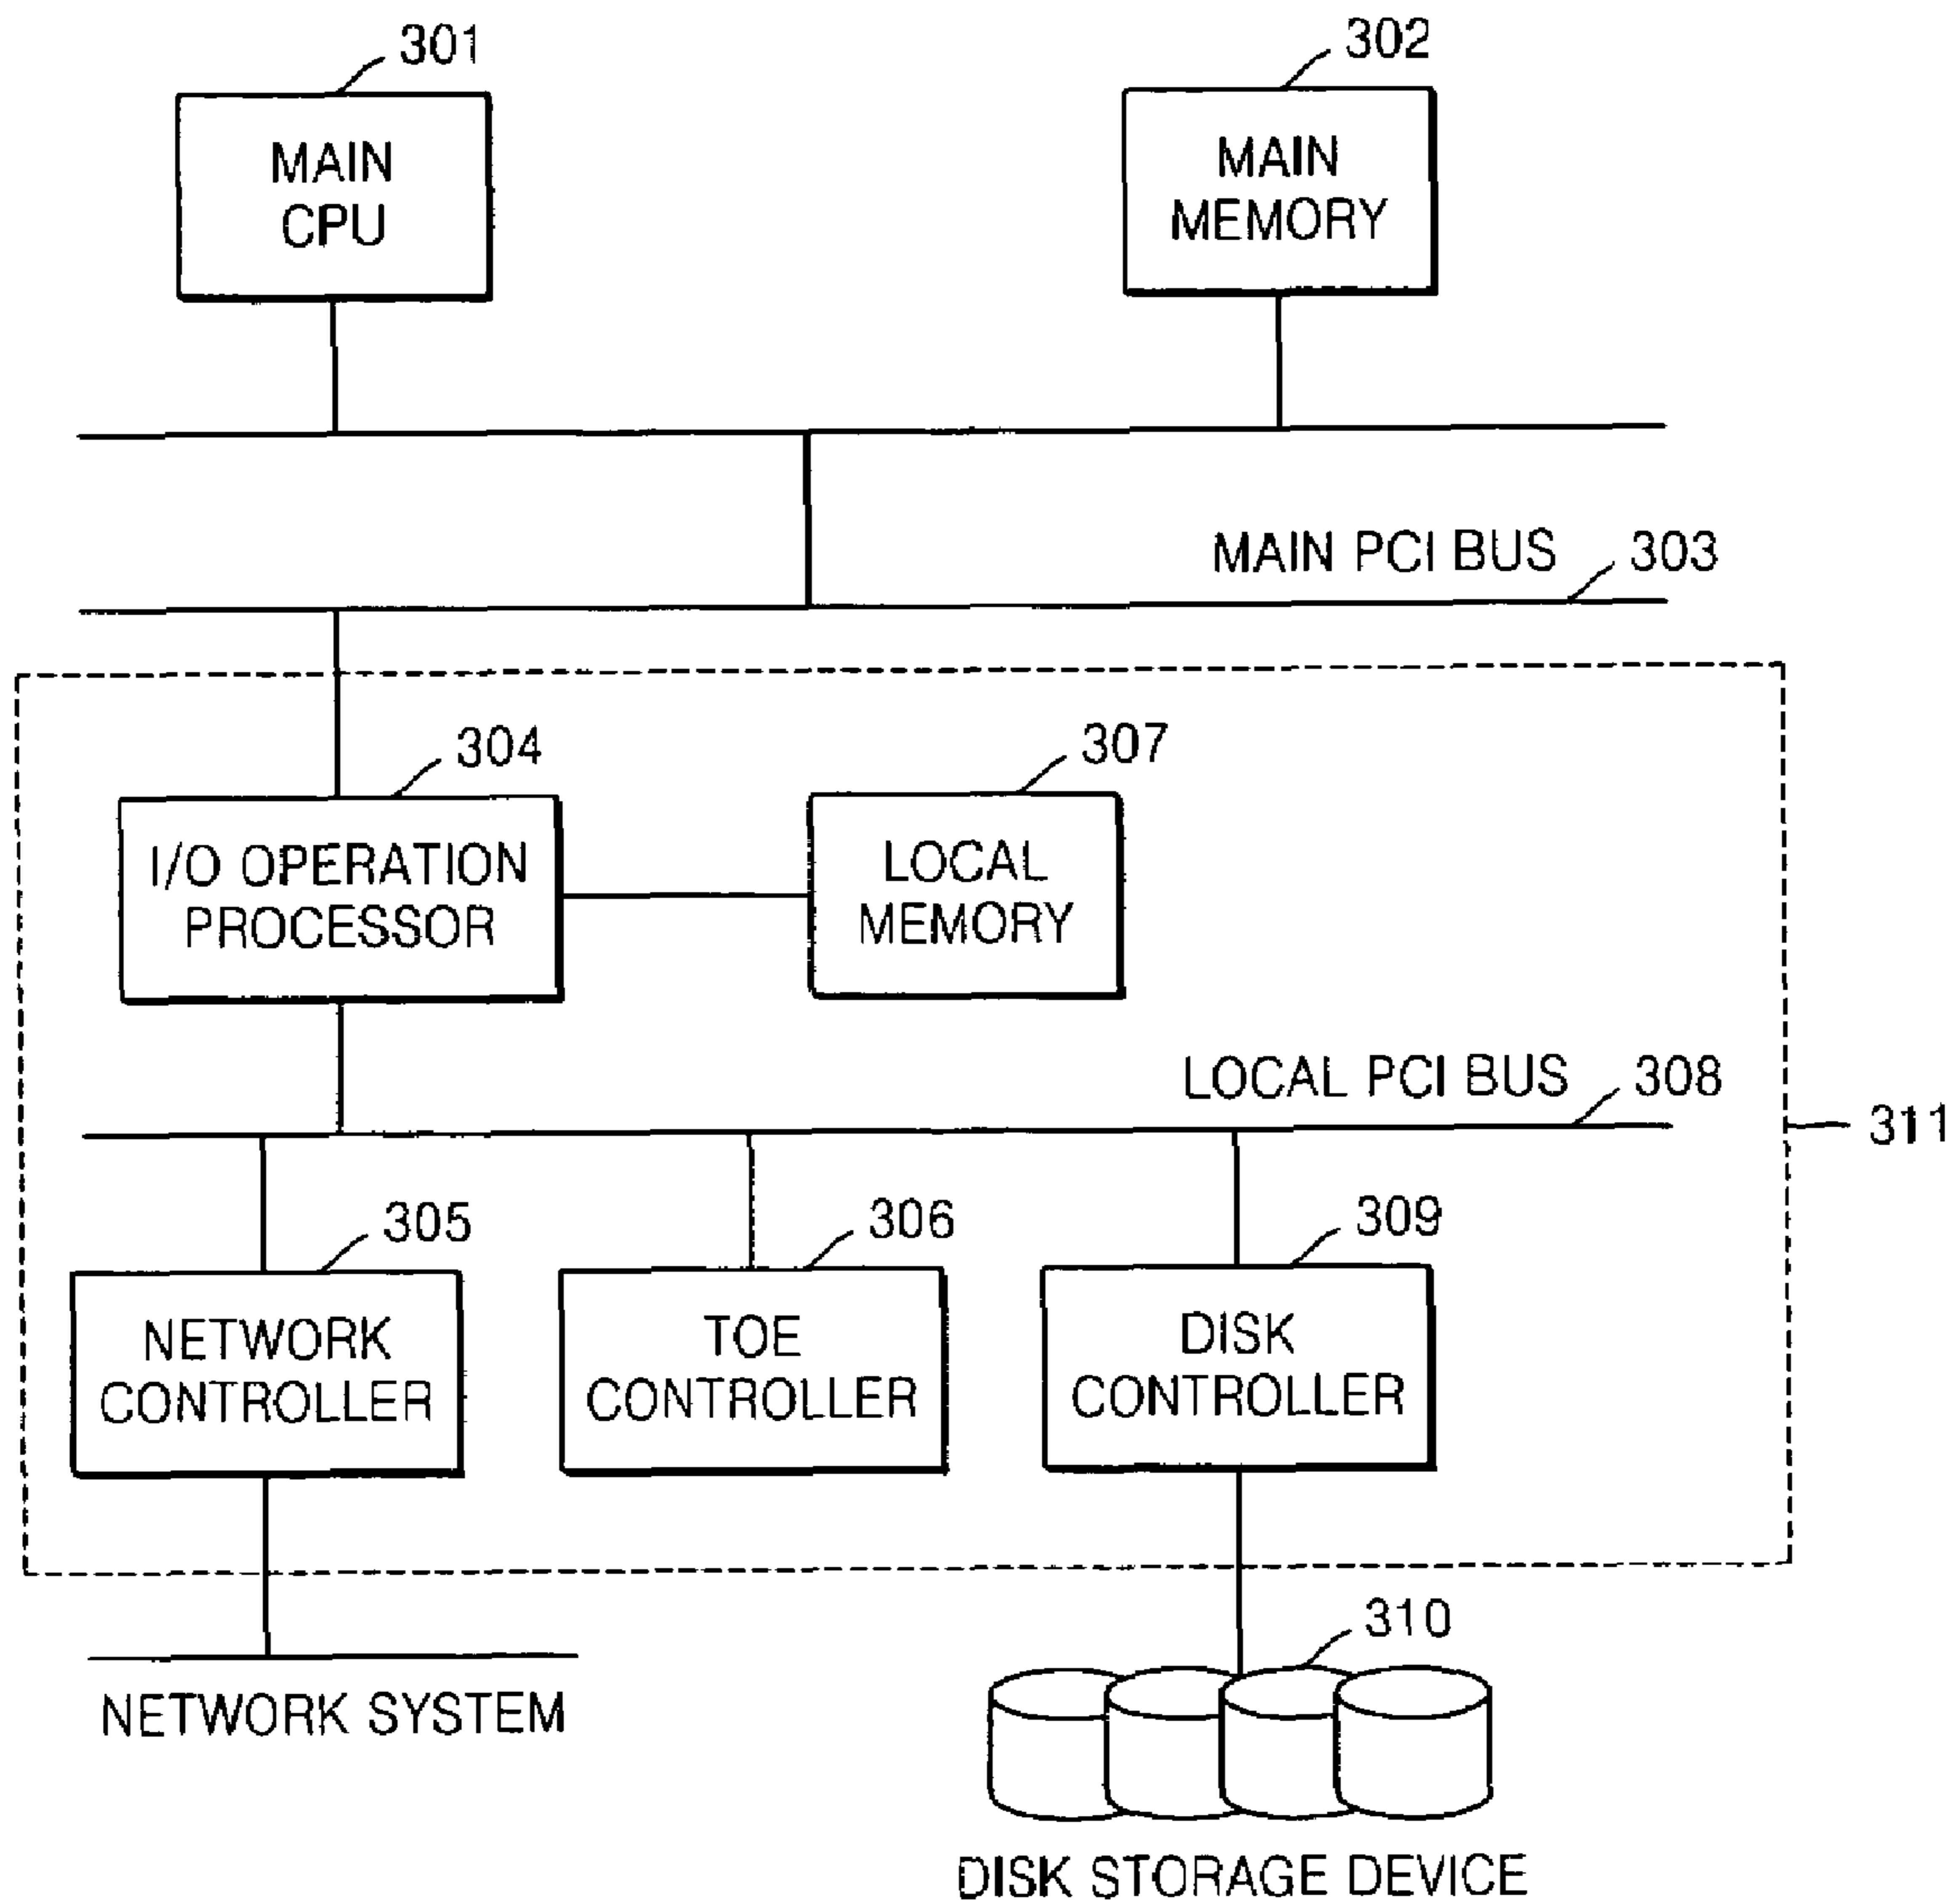 301
302
MAIN
CPU
MAIN
MEMORY
MAIN PCI BUS
303
304
307
I/O OPERATION
PROCESSOR
LOCAL
MEMORY
LOCAL PCI BUS
308
311
305
306
309
NETWORK
CONTROLLER
TOE
CONTROLLER
DISK
CONTROLLER
310
NETWORK SYSTEM
DISK STORAGE DEVICE